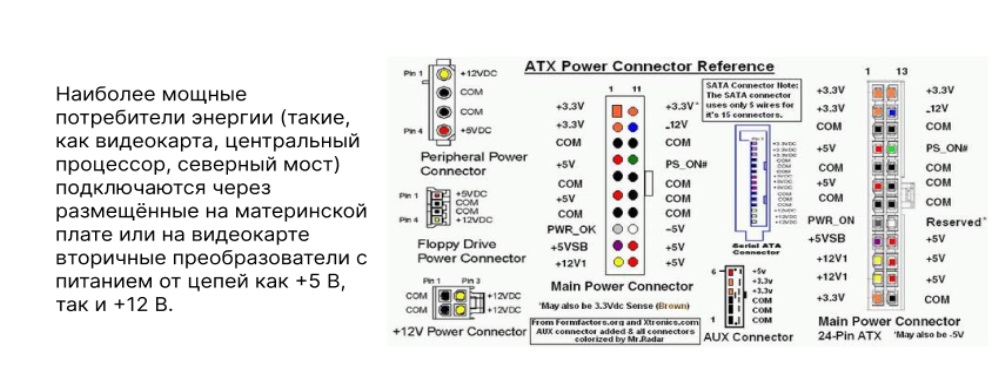 Наиболее мощные
потребители энергии (такие,
как видеокарта, центральный
процессор, северный мост)
подключаются через
размещённые на материнской
плате или на видеокарте
вторичные преобразователи с
питанием от цепей как +5 В,
так и +12 В.
ATX Power Connector Reference
Pin 1
+12VDC
COM
COM
Pin 4
+5VDC
Peripheral Power
Connector
Pin 1
+5VDC
COM
COM
Pin 4
+12VDC
Floppy Drive
Power Connector
Pin 1 Pin 3
COM +12VDC
COM +12VDC
+12V Power Connector
1 11
+3.3V +3.3V*
+3.3V -12V
COM COM
+5V PS_ON#
COM COM
+5V COM
COM COM
PWR_OK -5V
+5VSB +5V
+12V1 +5V
Main Power Connector
*May also be 3.3Vdc Sense (Brown)
From Formfactors.org and Xtronics.com
AUX connector added & all connectors
colorized by Mr.Radar
SATA Connector Note:
The SATA connector
uses only 5 wires for
it's 15 connectors.
Serial ATA
Connector
6 +5v
+3.3v
+3.3v
COM
COM
1 COM
AUX Connector
1 13
+3.3V +3.3V
+3.3V -12V
COM COM
+5V PS_ON#
COM COM
+5V COM
COM COM
PWR_ON Reserved*
+5VSB +5V
+12V1 +5V
+12V1 +5V
+3.3V COM
Main Power Connector
24-Pin ATX *May also be -5V